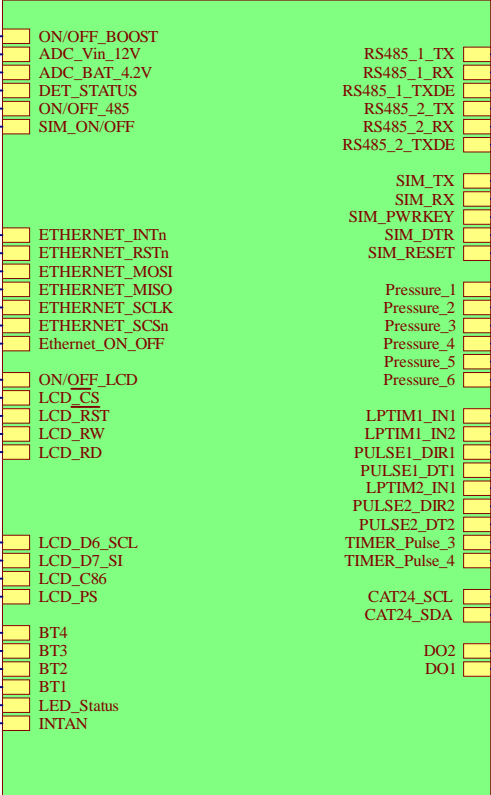 ON/OFF_BOOST
ADC_Vin_12V
ADC_BAT_4.2V
DET_STATUS
ON/OFF_485
SIM_ON/OFF
ETHERNET_INTn
ETHERNET_RSTn
ETHERNET_MOSI
ETHERNET_MISO
ETHERNET_SCLK
ETHERNET_SCSn
Ethernet_ON_OFF
ON/OFF_LCD
LCD_CS
LCD_RST
LCD_RW
LCD_RD
LCD_D6_SCL
LCD_D7_SI
LCD_C86
LCD_PS
BT4
BT3
BT2
BT1
LED_Status
INTAN
RS485_1_TX
RS485_1_RX
RS485_1_TXDE
RS485_2_TX
RS485_2_RX
RS485_2_TXDE
SIM_TX
SIM_RX
SIM_PWRKEY
SIM_DTR
SIM_RESET
Pressure_1
Pressure_2
Pressure_3
Pressure_4
Pressure_5
Pressure_6
LPTIM1_IN1
LPTIM1_IN2
PULSE1_DIR1
PULSE1_DT1
LPTIM2_IN1
PULSE2_DIR2
PULSE2_DT2
TIMER_Pulse_3
TIMER_Pulse_4
CAT24_SCL
CAT24_SDA
DO2
DO1